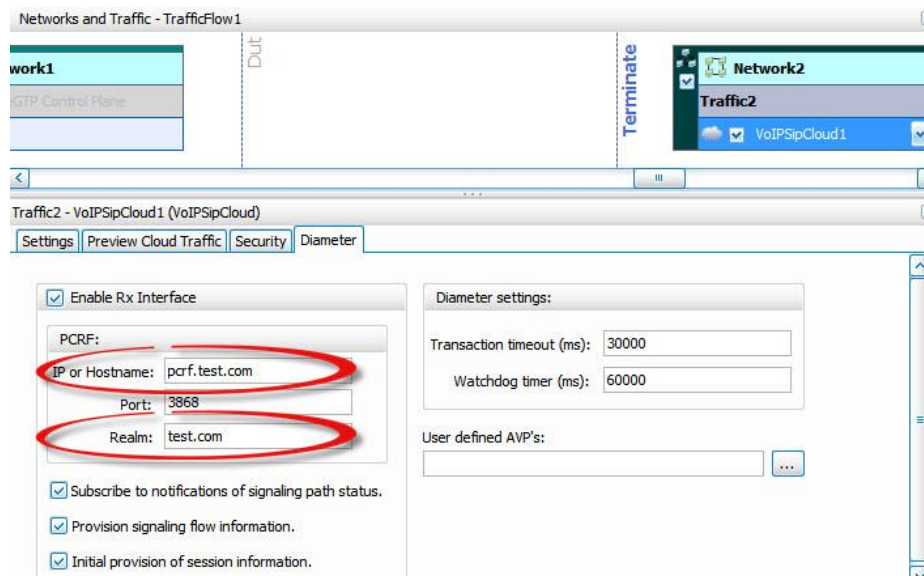 Networks and Traffic - TrafficFlow1
work1
eGTP Control Plane
Dut
Terminate
Network2
Traffic2
VoIPSipCloud1
Traffic2 - VoIPSipCloud1 (VoIPSipCloud)
Settings Preview Cloud Traffic Security Diameter
Enable Rx Interface
PCRF:
IP or Hostname: pcrf.test.com
Port: 3868
Realm: test.com
Subscribe to notifications of signaling path status.
Provision signaling flow information.
Initial provision of session information.
Diameter settings:
Transaction timeout (ms): 30000
Watchdog timer (ms): 60000
User defined AVP's:
...